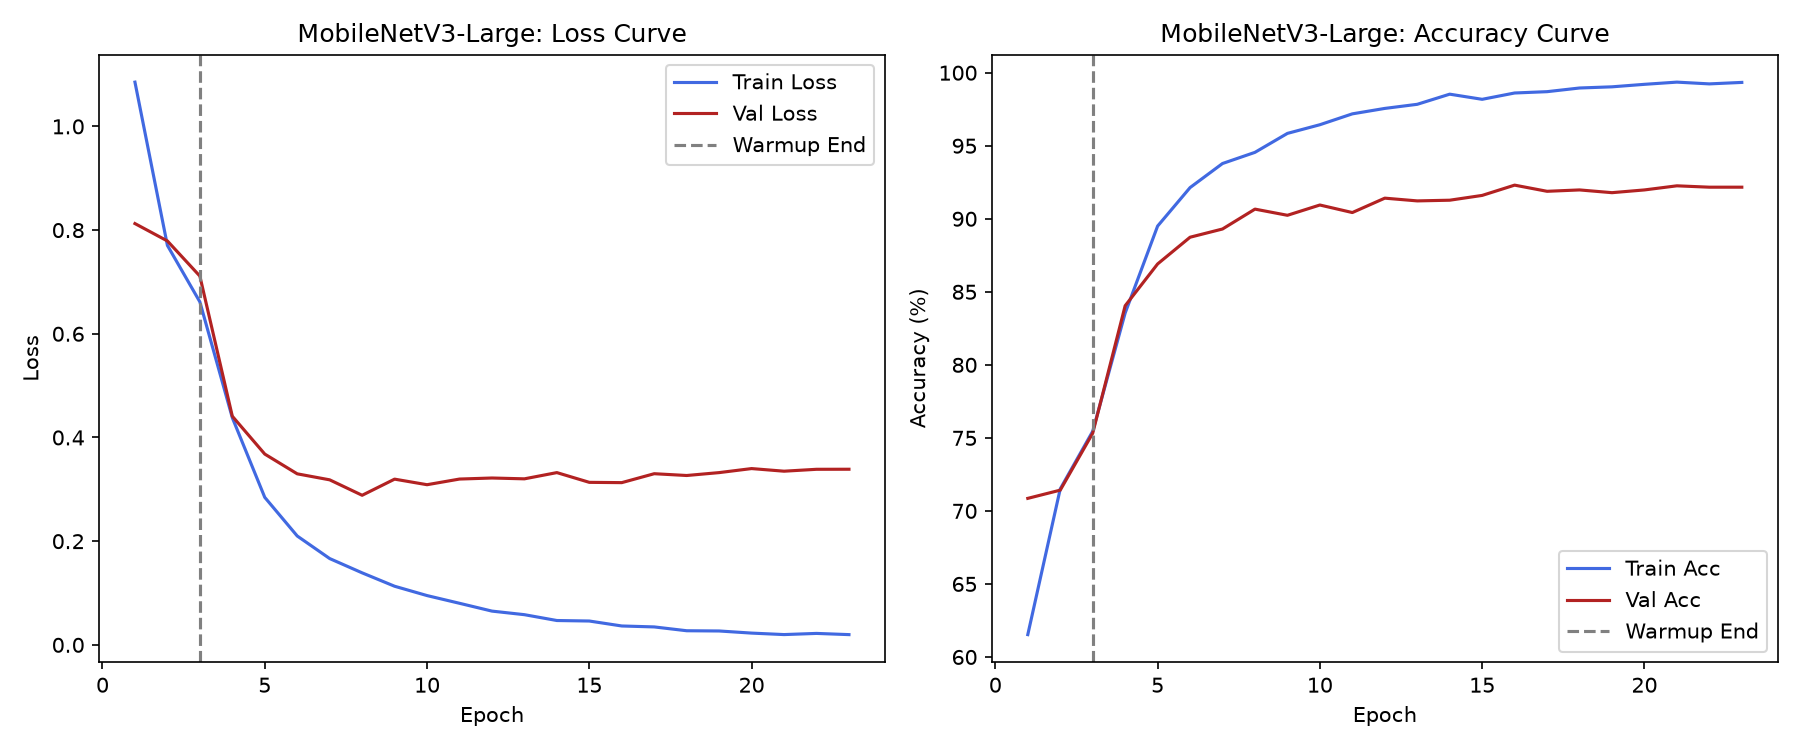 MobileNetV3-Large: Loss Curve
Train Loss
Val Loss
Warmup End
1.0
0.8
0.6
0.4
0.2
0.0
Loss
0
5
10
15
20
Epoch
MobileNetV3-Large: Accuracy Curve
100
95
90
85
80
75
70
65
60
Accuracy (%)
Train Acc
Val Acc
Warmup End
0
5
10
15
20
Epoch